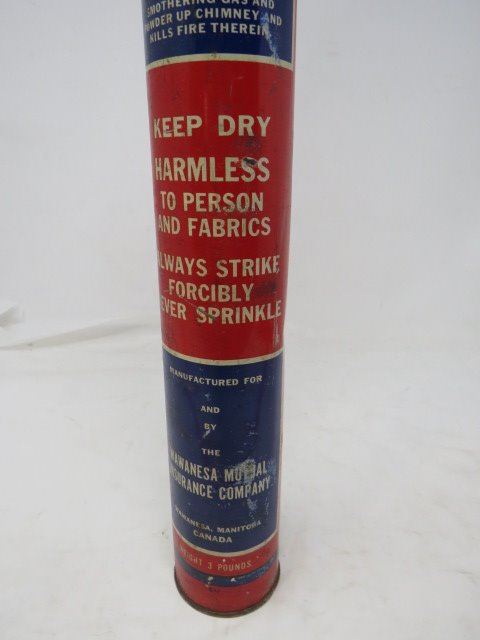 SMOTHERING GAS AND
POWDER UP CHIMNEY AND
KILLS FIRE THEREIN
KEEP DRY
HARMLESS
TO PERSON
AND FABRICS
ALWAYS STRIKE
FORCIBLY
NEVER SPRINKLE
MANUFACTURED FOR
AND
BY
THE
WAWANESA MUTUAL
INSURANCE COMPANY
WAWANESA, MANITOBA
CANADA
WEIGHT 3 POUNDS